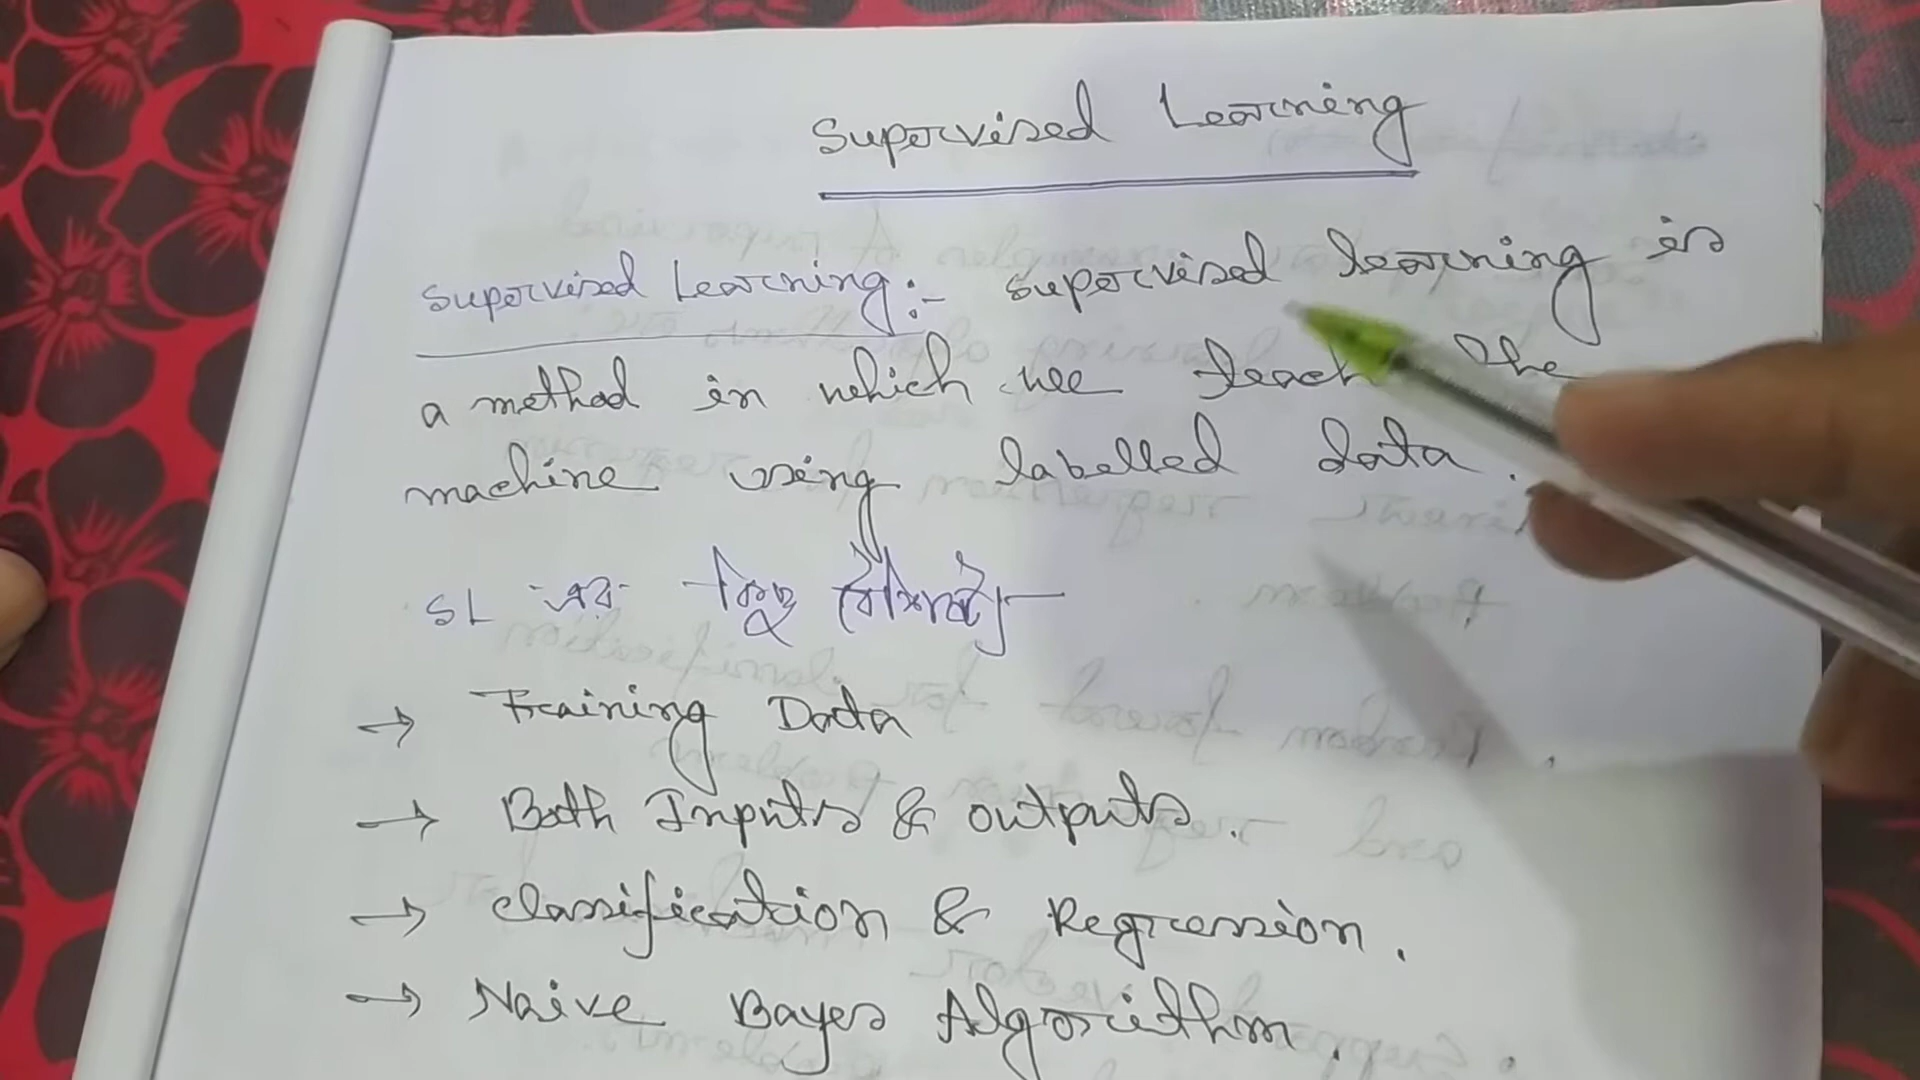 Supervised Learning
Supervised Learning:- Supervised learning is
a method in which we teach the
machine using labelled data.
SL এর কিছু বৈশিষ্ট্য-
→ Training Data
→ Both Inputs & outputs.
→ Classification & Regression.
→ Naive Bayes Algorithm.